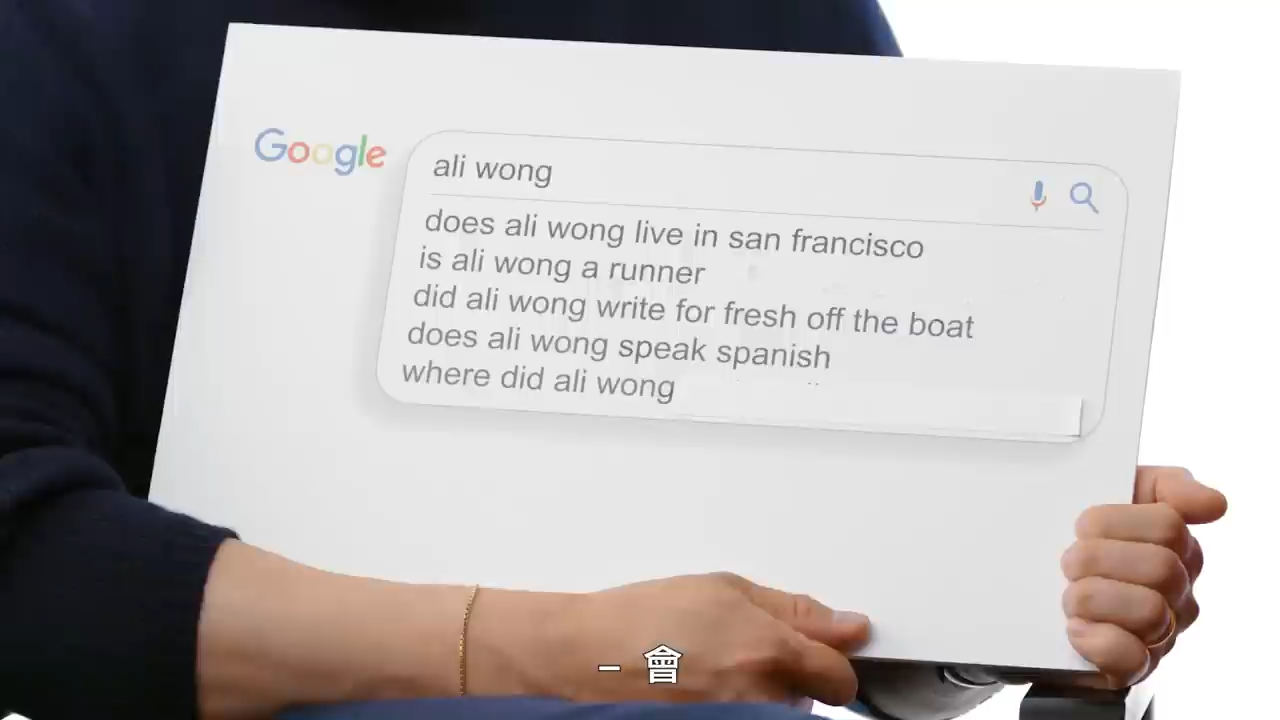 Google
ali wong
does ali wong live in san francisco
is ali wong a runner
did ali wong write for fresh off the boat
does ali wong speak spanish
where did ali wong
- 會